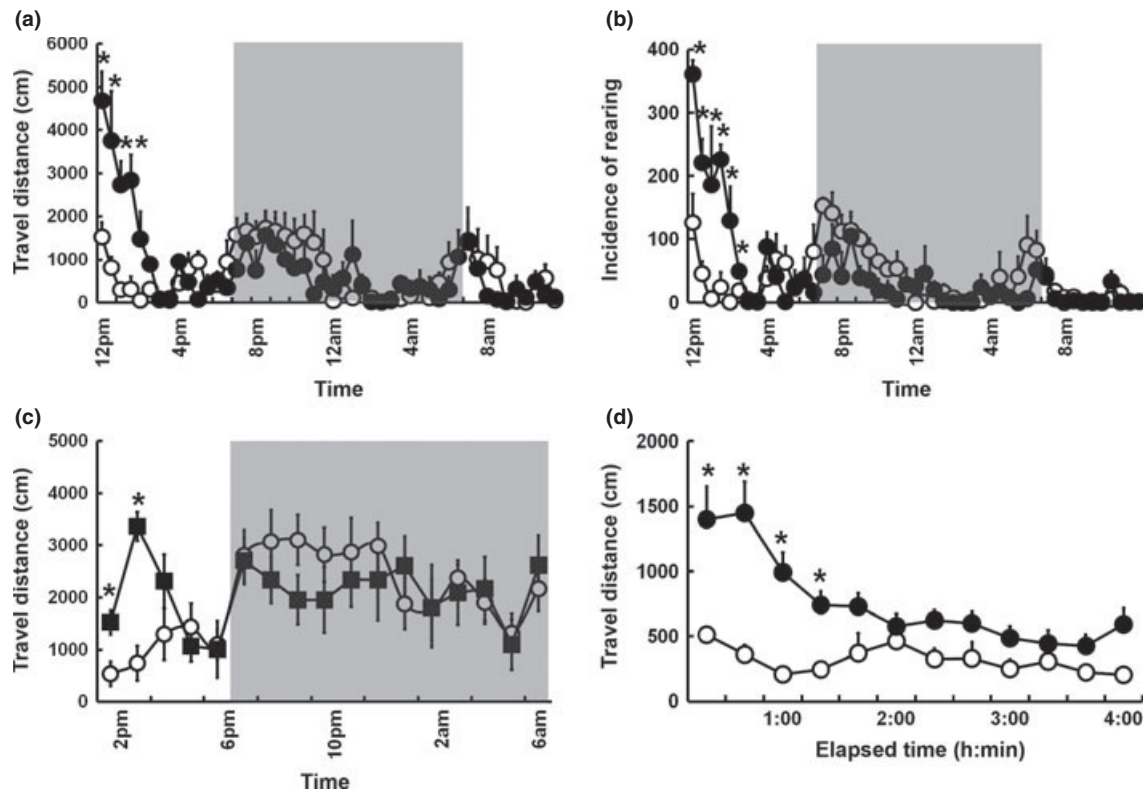 (a)
6000
5000
4000
3000
2000
1000
0
Travel distance (cm)
* * * *
12pm 4pm 8pm 12am 4am 8am
Time
(b)
400
300
200
100
0
Incidence of rearing
* * * * * *
12pm 4pm 8pm 12am 4am 8am
Time
(c)
5000
4000
3000
2000
1000
0
Travel distance (cm)
* *
2pm 6pm 10pm 2am 6am
Time
(d)
2000
1500
1000
500
0
Travel distance (cm)
* * * *
1:00 2:00 3:00 4:00
Elapsed time (h:min)